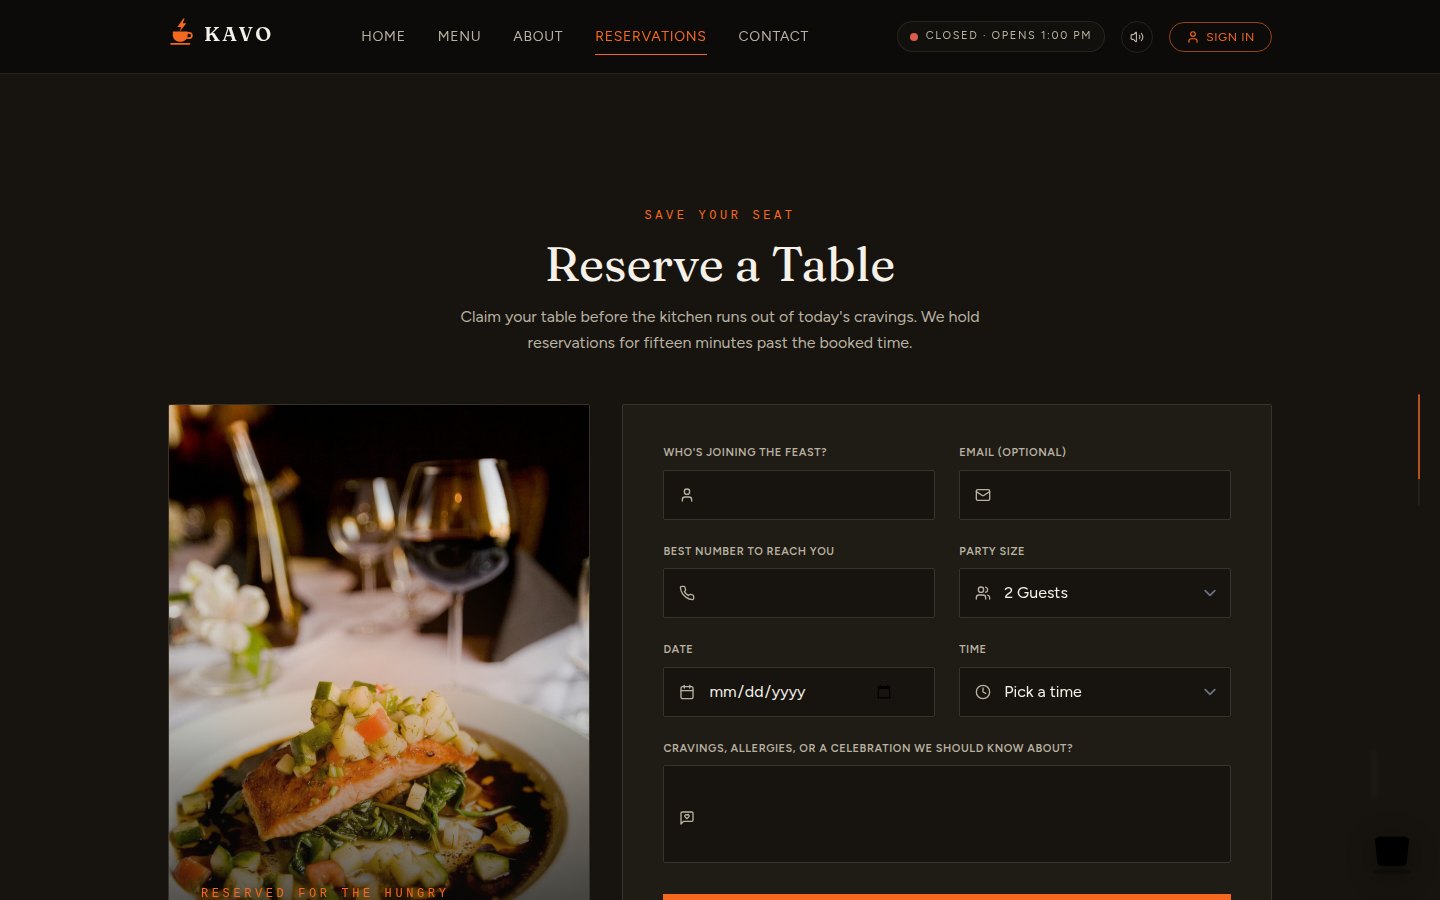 KAVO
HOME
MENU
ABOUT
RESERVATIONS
CONTACT
CLOSED · OPENS 1:00 PM
SIGN IN
SAVE YOUR SEAT
Reserve a Table
Claim your table before the kitchen runs out of today's cravings. We hold
reservations for fifteen minutes past the booked time.
WHO'S JOINING THE FEAST?
EMAIL (OPTIONAL)
BEST NUMBER TO REACH YOU
PARTY SIZE
2 Guests
DATE
TIME
mm/dd/yyyy
Pick a time
CRAVINGS, ALLERGIES, OR A CELEBRATION WE SHOULD KNOW ABOUT?
RESERVED FOR THE HUNGRY